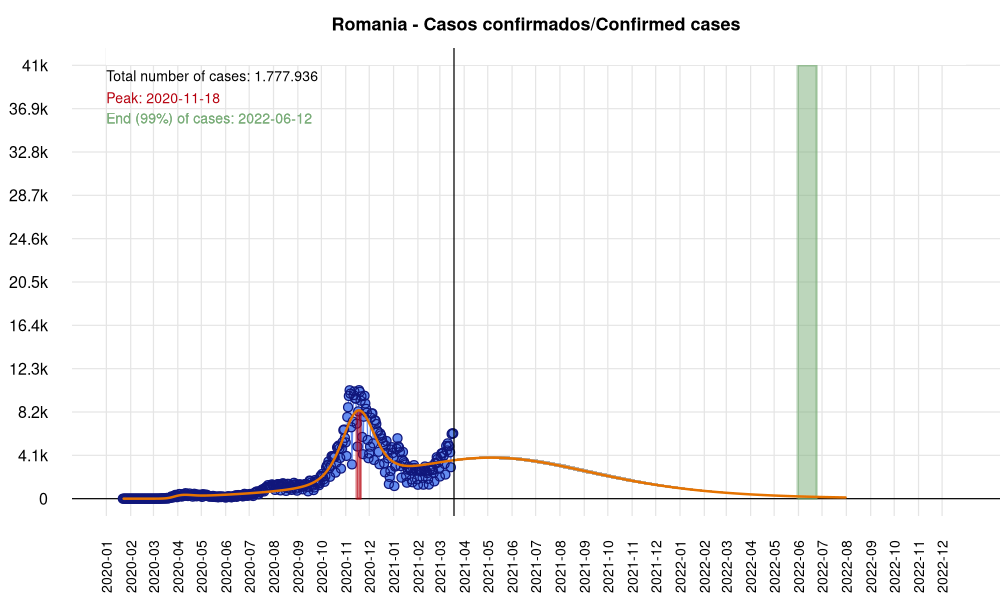 Romania - Casos confirmados/Confirmed cases
Total number of cases: 1.777.936
Peak: 2020-11-18
End (99%) of cases: 2022-06-12
41k
36.9k
32.8k
28.7k
24.6k
20.5k
16.4k
12.3k
8.2k
4.1k
0
2020-01
2020-02
2020-03
2020-04
2020-05
2020-06
2020-07
2020-08
2020-09
2020-10
2020-11
2020-12
2021-01
2021-02
2021-03
2021-04
2021-05
2021-06
2021-07
2021-08
2021-09
2021-10
2021-11
2021-12
2022-01
2022-02
2022-03
2022-04
2022-05
2022-06
2022-07
2022-08
2022-09
2022-10
2022-11
2022-12